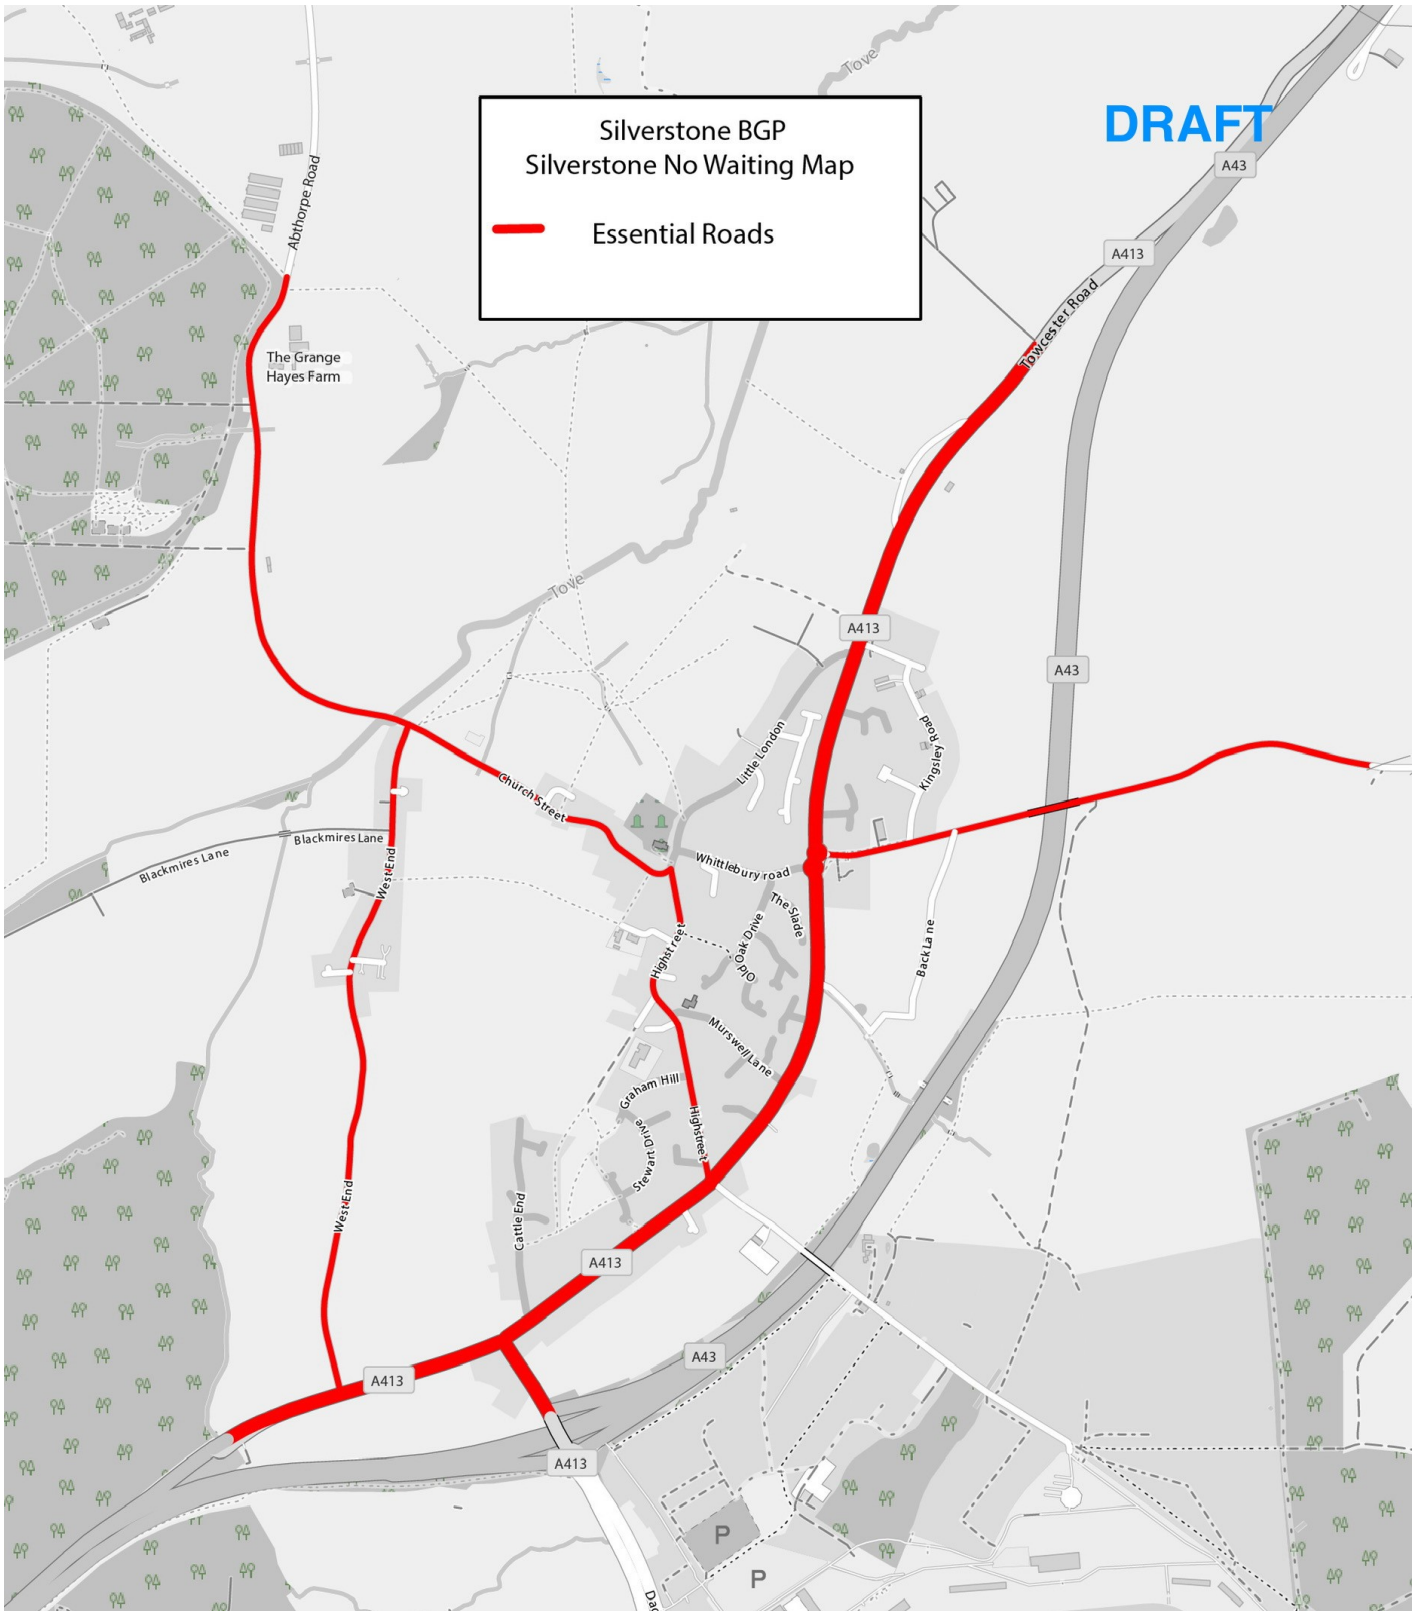 Tove
DRAFT
Silverstone BGP
Silverstone No Waiting Map
Essential Roads
A43
Abthorpe Road
A413
Towcester Road
The Grange
Hayes Farm
Tove
A413
A43
Little London
Kingsley Road
Church Street
Blackmires Lane
Blackmires Lane
West End
Whittlebury road
The Slade
Old Oak Drive
Back Lane
Highstreet
Murswell Lane
Graham Hill
Highstreet
Stewart Drive
West End
Cattle End
A413
A43
A413
A413
P
P